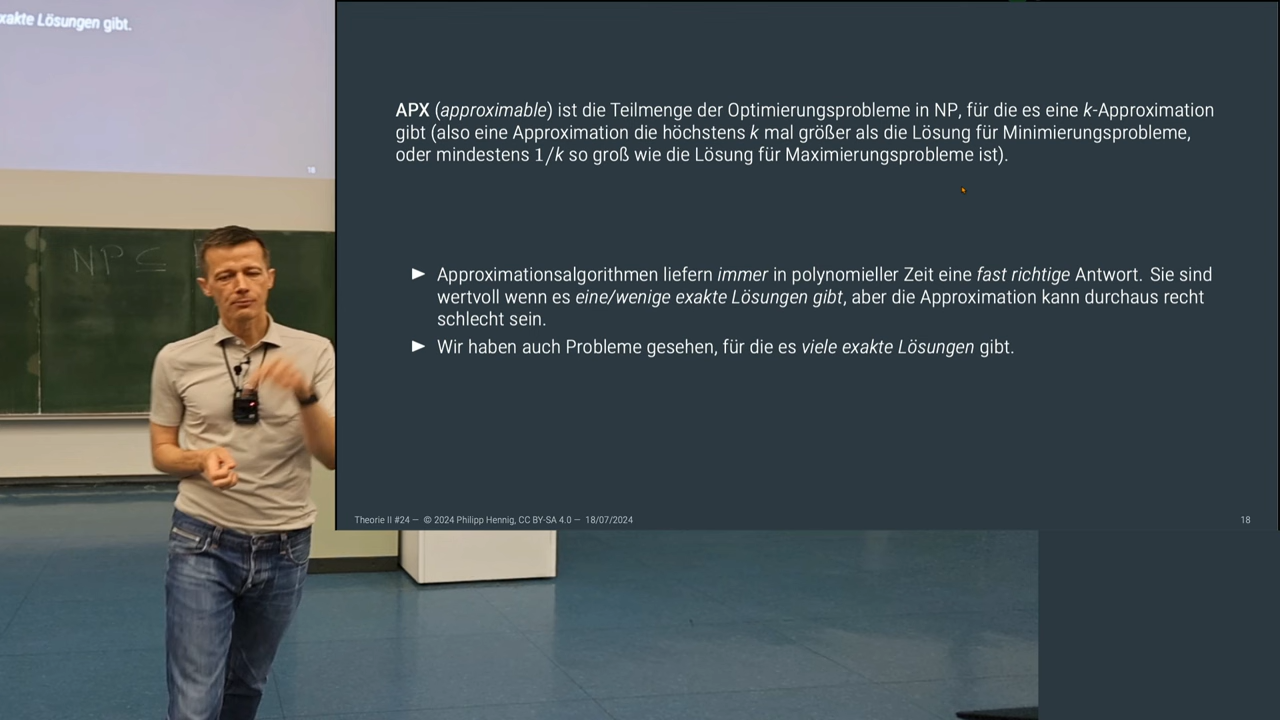 xakte Lösungen gibt.
18
NP ⊆
APX (approximable) ist die Teilmenge der Optimierungsprobleme in NP, für die es eine k-Approximation
gibt (also eine Approximation die höchstens k mal größer als die Lösung für Minimierungsprobleme,
oder mindestens 1/k so groß wie die Lösung für Maximierungsprobleme ist).
► Approximationsalgorithmen liefern immer in polynomieller Zeit eine fast richtige Antwort. Sie sind
wertvoll wenn es eine/wenige exakte Lösungen gibt, aber die Approximation kann durchaus recht
schlecht sein.
► Wir haben auch Probleme gesehen, für die es viele exakte Lösungen gibt.
Theorie II #24 — © 2024 Philipp Hennig, CC BY-SA 4.0 — 18/07/2024
18